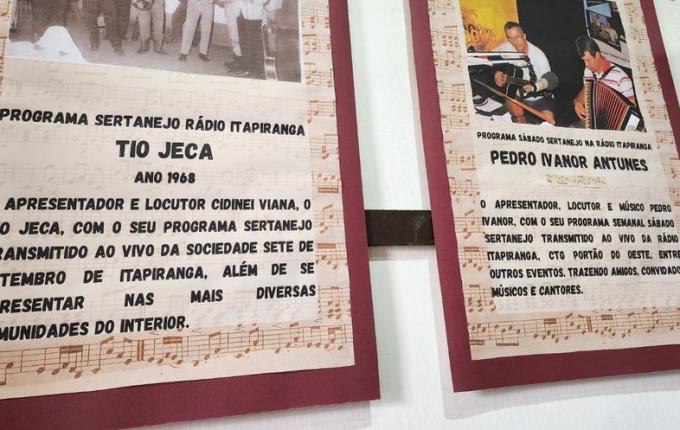 PROGRAMA SERTANEJO RÁDIO ITAPIRANGA
TIO JECA
ANO 1968
APRESENTADOR E LOCUTOR CIDINEI VIANA, O
O JECA, COM O SEU PROGRAMA SERTANEJO
RANSMITIDO AO VIVO DA SOCIEDADE SETE DE
TEMBRO DE ITAPIRANGA, ALÉM DE SE
PRESENTAR NAS MAIS DIVERSAS
MUNIDADES DO INTERIOR.
PROGRAMA SÁBADO SERTANEJO NA RÁDIO ITAPIRANGA
PEDRO IVANOR ANTUNES
O APRESENTADOR, LOCUTOR E MÚSICO PEDRO
IVANOR, COM O SEU PROGRAMA SEMANAL SÁBADO
SERTANEJO TRANSMITIDO AO VIVO DA RÁDIO
ITAPIRANGA, CTG PORTÃO DO OESTE, ENTRE
OUTROS EVENTOS. TRAZENDO AMIGOS, CONVIDADO
MÚSICOS E CANTORES.